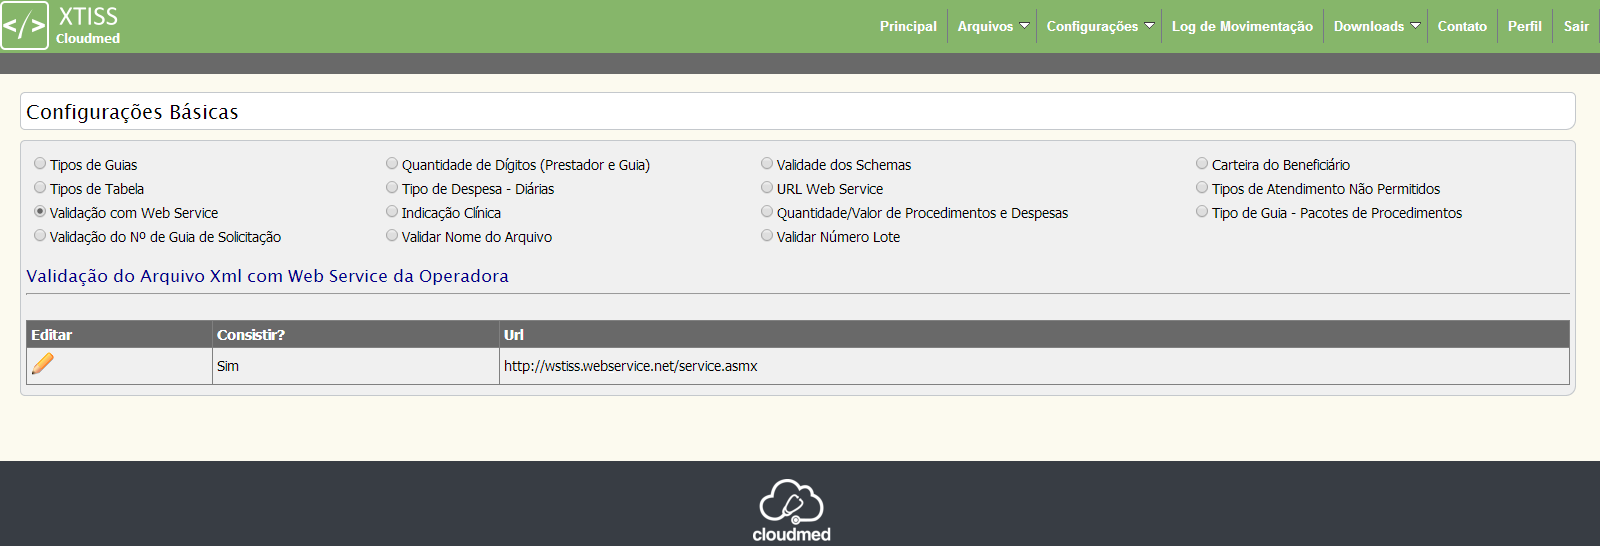 </> XTISS
Cloudmed
Principal Arquivos Configurações Log de Movimentação Downloads Contato Perfil Sair
Configurações Básicas
Tipos de Guias Quantidade de Dígitos (Prestador e Guia) Validade dos Schemas Carteira do Beneficiário
Tipos de Tabela Tipo de Despesa - Diárias URL Web Service Tipos de Atendimento Não Permitidos
Validação com Web Service Indicação Clínica Quantidade/Valor de Procedimentos e Despesas Tipo de Guia - Pacotes de Procedimentos
Validação do Nº de Guia de Solicitação Validar Nome do Arquivo Validar Número Lote
Validação do Arquivo Xml com Web Service da Operadora
Editar Consistir? Url
Sim http://wstiss.webservice.net/service.asmx
cloudmed